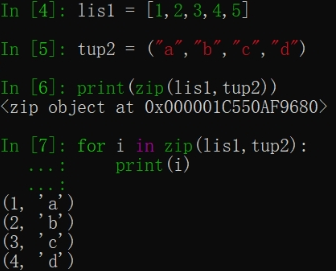 In [4]: lis1 = [1,2,3,4,5]
In [5]: tup2 = ("a","b","c","d")
In [6]: print(zip(lis1,tup2))
<zip object at 0x000001C550AF9680>
In [7]: for i in zip(lis1,tup2):
   ...:     print(i)
   ...:
(1, 'a')
(2, 'b')
(3, 'c')
(4, 'd')